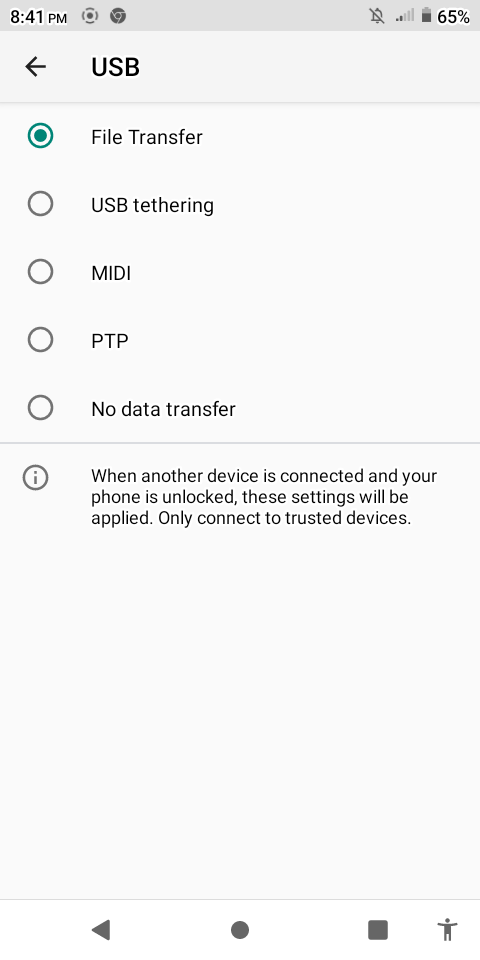 8:41 PM 65%
USB
File Transfer
USB tethering
MIDI
PTP
No data transfer
When another device is connected and your
phone is unlocked, these settings will be
applied. Only connect to trusted devices.